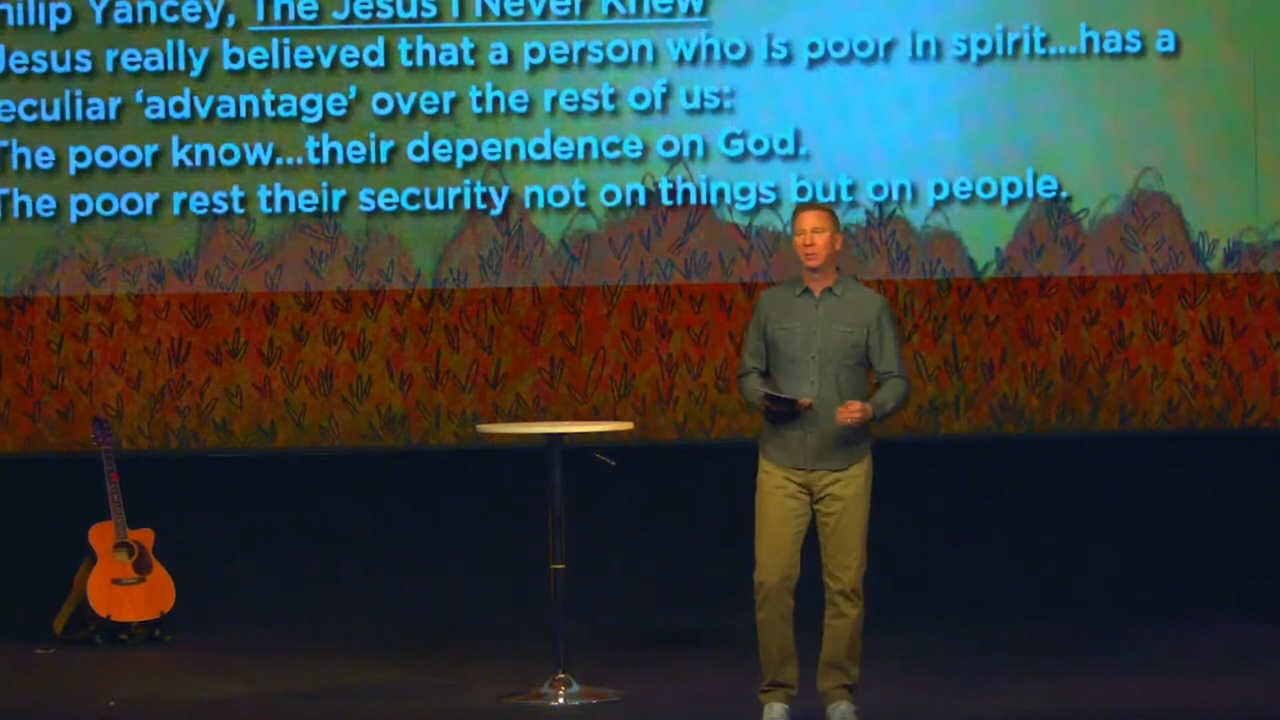 hilip Yancey, The Jesus I Never Knew
Jesus really believed that a person who is poor in spirit...has a
eculiar ‘advantage’ over the rest of us:
The poor know...their dependence on God.
The poor rest their security not on things but on people.